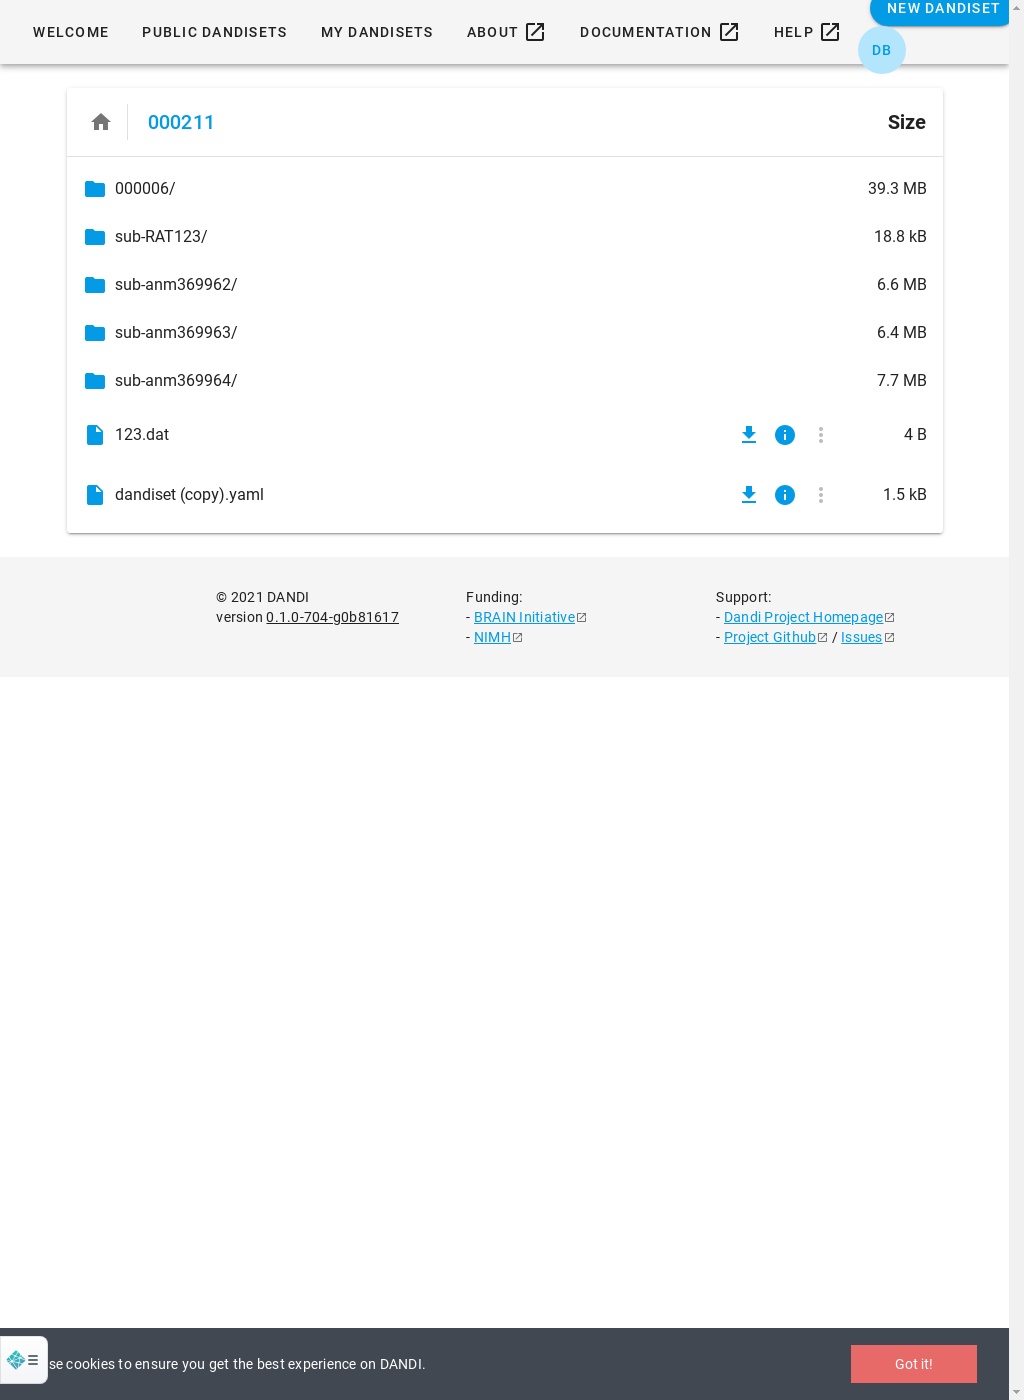 NEW DANDISET
WELCOME PUBLIC DANDISETS MY DANDISETS ABOUT DOCUMENTATION HELP
DB
000211 Size
000006/ 39.3 MB
sub-RAT123/ 18.8 kB
sub-anm369962/ 6.6 MB
sub-anm369963/ 6.4 MB
sub-anm369964/ 7.7 MB
123.dat 4 B
dandiset (copy).yaml 1.5 kB
© 2021 DANDI
version 0.1.0-704-g0b81617
Funding:
- BRAIN Initiative
- NIMH
Support:
- Dandi Project Homepage
- Project Github / Issues
se cookies to ensure you get the best experience on DANDI.
Got it!